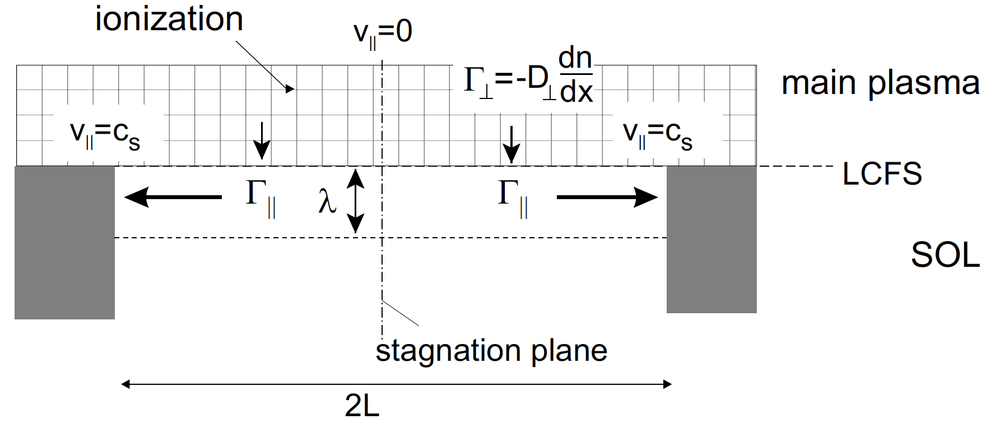 ionization
v||=0
Γ⊥=-D⊥ dn/dx
main plasma
v||=cs
v||=cs
LCFS
Γ||
λ
Γ||
SOL
stagnation plane
2L